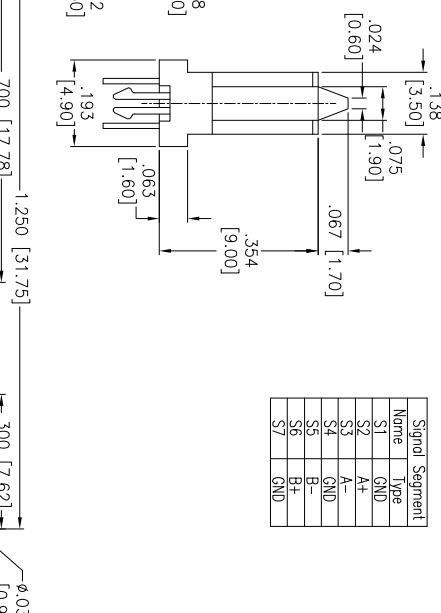 .138
[3.50]
.024
[0.60]
.075
[1.90]
.067 [1.70]
.354
[9.00]
.063
[1.60]
.193
[4.90]
.700 [17.78]
1.250 [31.75]
.300 [7.62]
Signal Segment
Name Type
S1 GND
S2 A+
S3 A-
S4 GND
S5 B-
S6 B+
S7 GND